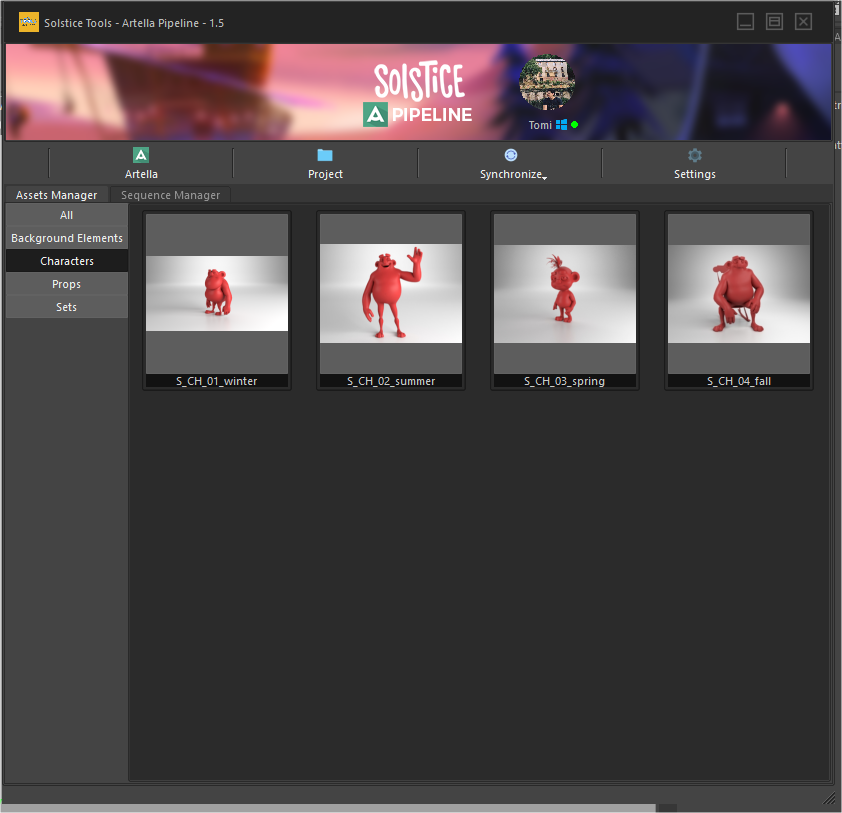 Solstice Tools - Artella Pipeline - 1.5
SOLSTICE
A PIPELINE
Tomi
Artella
Project
Synchronize
Settings
Assets Manager
Sequence Manager
All
Background Elements
Characters
Props
Sets
S_CH_01_winter
S_CH_02_summer
S_CH_03_spring
S_CH_04_fall